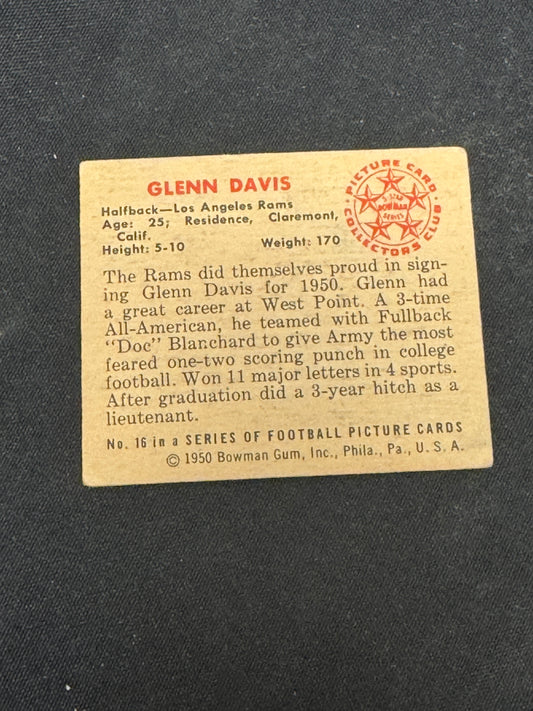 GLENN DAVIS
Halfback—Los Angeles Rams
Age: 25; Residence, Claremont,
Calif.
Height: 5-10 Weight: 170
PICTURE CARD
COLLECTORS CLUB
5 STAR
BOWMAN
SERIES
The Rams did themselves proud in sign-
ing Glenn Davis for 1950. Glenn had
a great career at West Point. A 3-time
All-American, he teamed with Fullback
"Doc" Blanchard to give Army the most
feared one-two scoring punch in college
football. Won 11 major letters in 4 sports.
After graduation did a 3-year hitch as a
lieutenant.
No. 16 in a SERIES OF FOOTBALL PICTURE CARDS
© 1950 Bowman Gum, Inc., Phila., Pa., U. S. A.